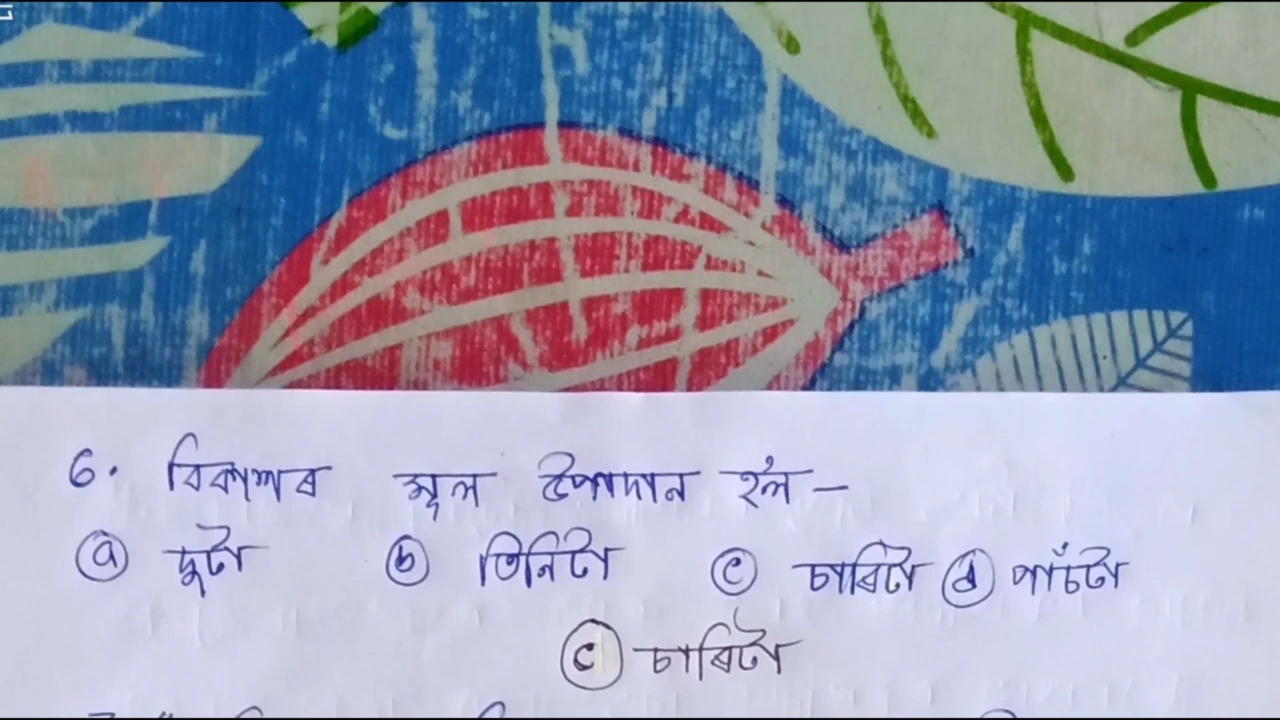 6. বিকাশৰ মূল উপাদান হ'ল –
ⓐ দুটা ⓑ তিনিটা ⓒ চাৰিটা ⓓ পাঁচটা
ⓒ চাৰিটা